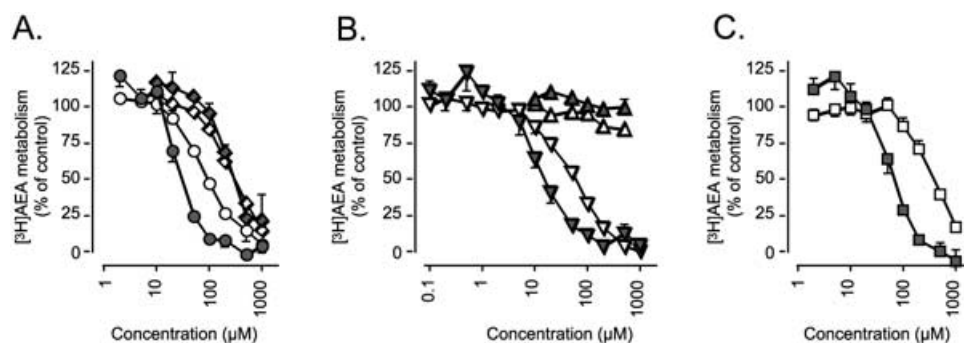 A.
[³H]AEA metabolism
(% of control)
125
100
75
50
25
0
1
10
100
1000
Concentration (µM)
B.
[³H]AEA metabolism
(% of control)
125
100
75
50
25
0
0.1
1
10
100
1000
Concentration (µM)
C.
[³H]AEA metabolism
(% of control)
125
100
75
50
25
0
1
10
100
1000
Concentration (µM)